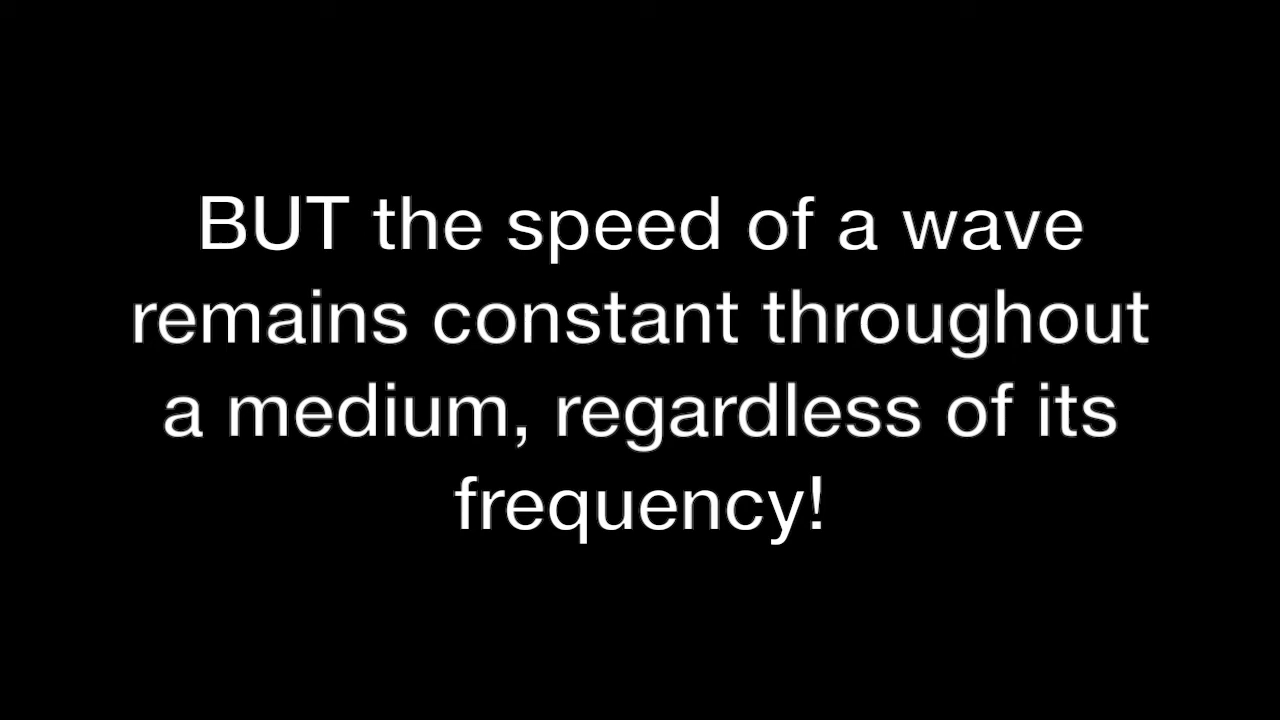 BUT the speed of a wave
remains constant throughout
a medium, regardless of its
frequency!